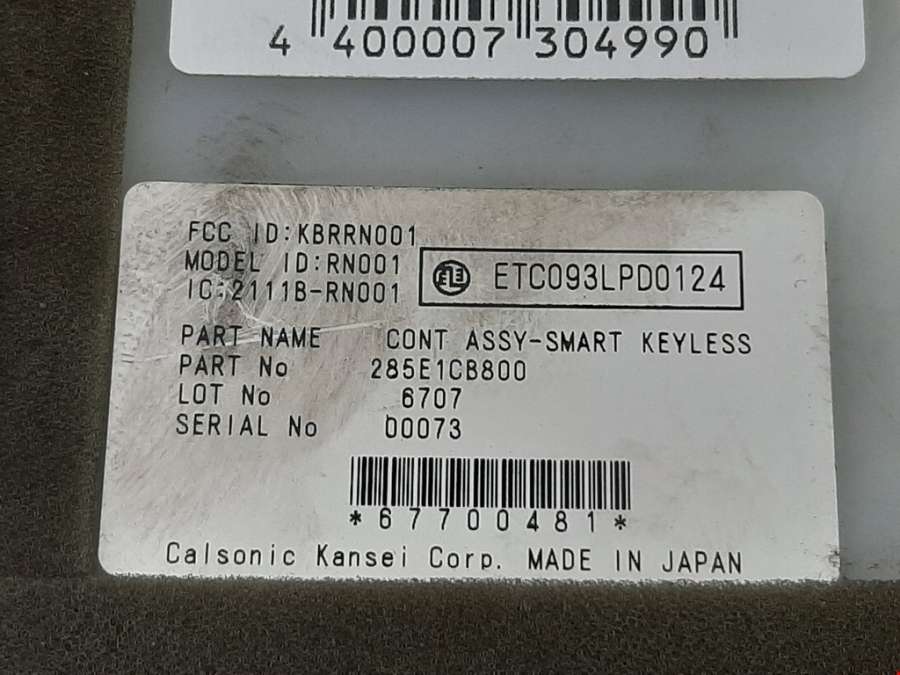 4 400007 304990
FCC ID:KBRRN001
MODEL ID:RN001
IC:2111B-RN001
ETC093LPD0124
PART NAME CONT ASSY-SMART KEYLESS
PART No 285E1CB800
LOT No 6707
SERIAL No 00073
*67700481*
Calsonic Kansei Corp. MADE IN JAPAN